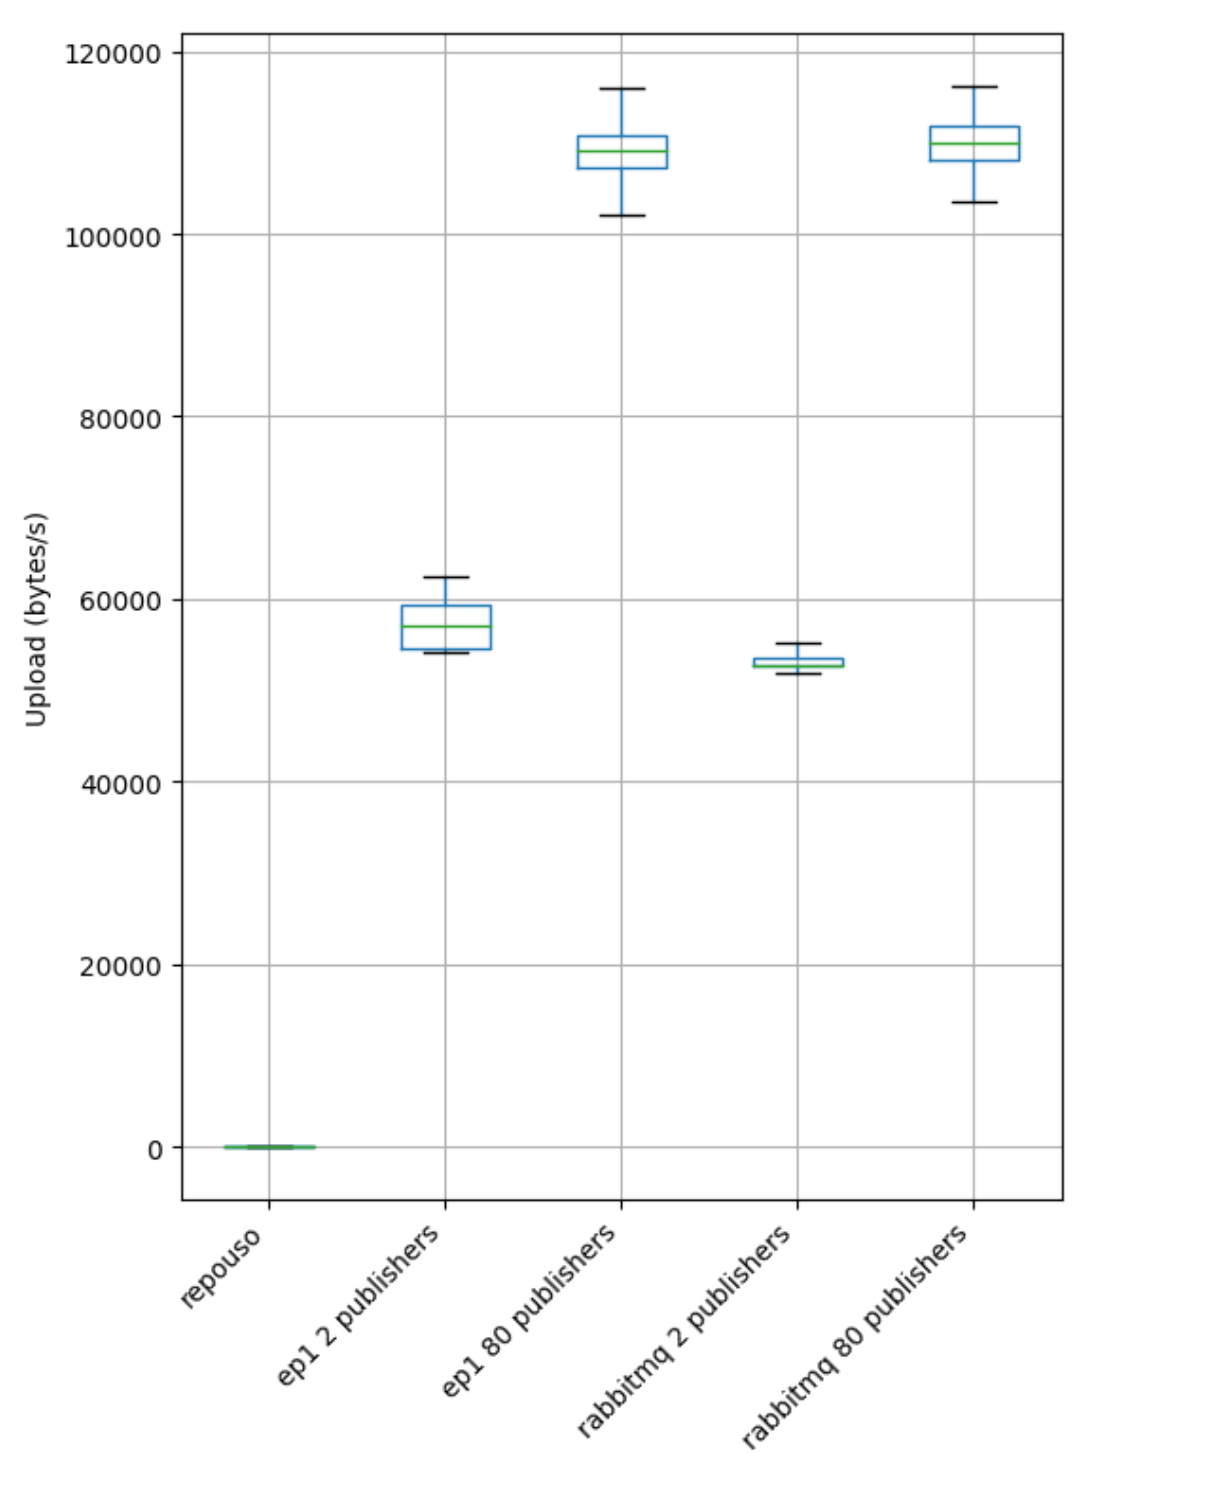 120000
100000
80000
60000
40000
20000
0
Upload (bytes/s)
repouso
ep1 2 publishers
ep1 80 publishers
rabbitmq 2 publishers
rabbitmq 80 publishers